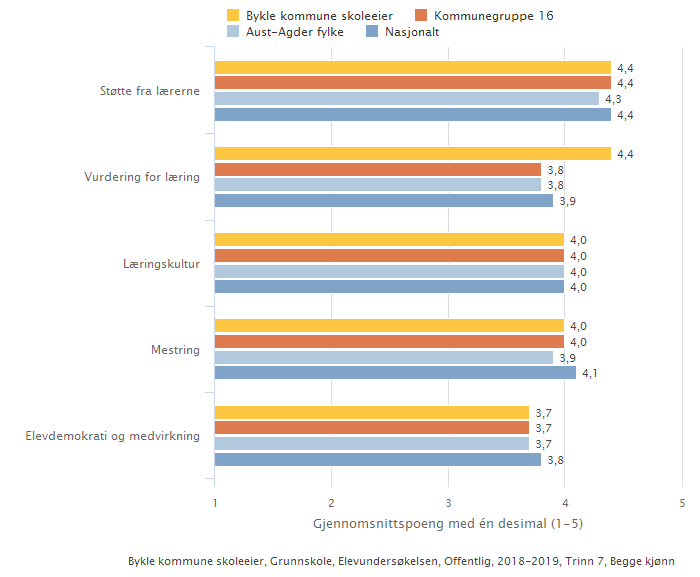 Bykle kommune skoleeier Kommunegruppe 16
Aust-Agder fylke Nasjonalt
Støtte fra lærerne
4,4
4,4
4,3
4,4
Vurdering for læring
4,4
3,8
3,8
3,9
Læringskultur
4,0
4,0
4,0
4,0
Mestring
4,0
4,0
3,9
4,1
Elevdemokrati og medvirkning
3,7
3,7
3,7
3,8
1 2 3 4 5
Gjennomsnittspoeng med én desimal (1-5)
Bykle kommune skoleeier, Grunnskole, Elevundersøkelsen, Offentlig, 2018-2019, Trinn 7, Begge kjønn